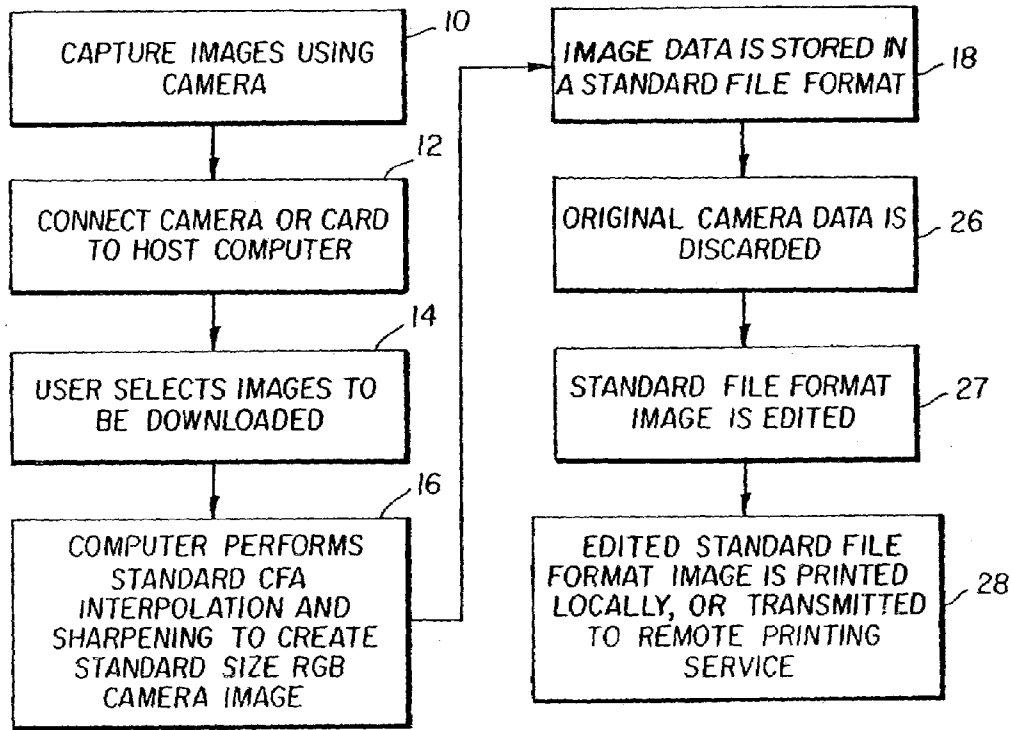 10
CAPTURE IMAGES USING
CAMERA
12
CONNECT CAMERA OR CARD
TO HOST COMPUTER
14
USER SELECTS IMAGES TO
BE DOWNLOADED
16
COMPUTER PERFORMS
STANDARD CFA
INTERPOLATION AND
SHARPENING TO CREATE
STANDARD SIZE RGB
CAMERA IMAGE
IMAGE DATA IS STORED IN
A STANDARD FILE FORMAT
18
ORIGINAL CAMERA DATA IS
DISCARDED
26
STANDARD FILE FORMAT
IMAGE IS EDITED
27
EDITED STANDARD FILE
FORMAT IMAGE IS PRINTED
LOCALLY, OR TRANSMITTED
TO REMOTE PRINTING
SERVICE
28